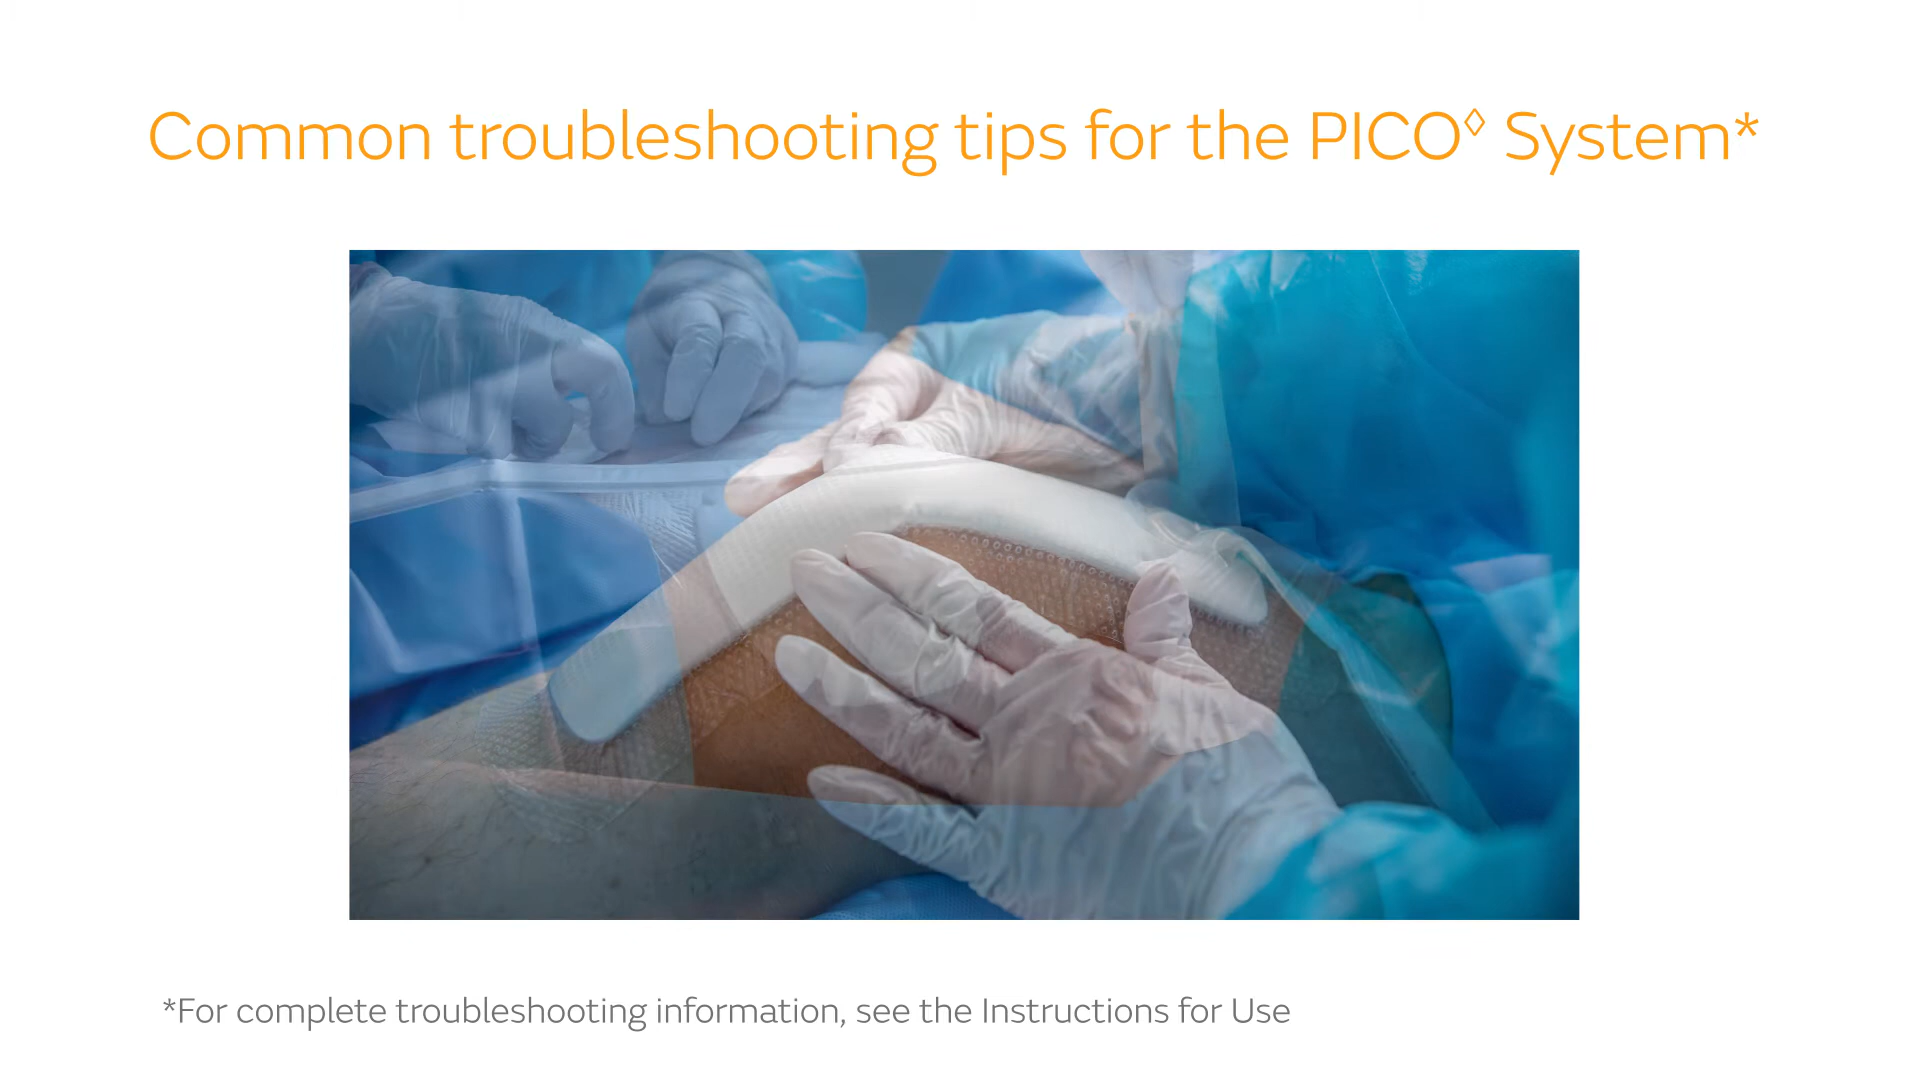 Common troubleshooting tips for the PICO◊ System*
*For complete troubleshooting information, see the Instructions for Use